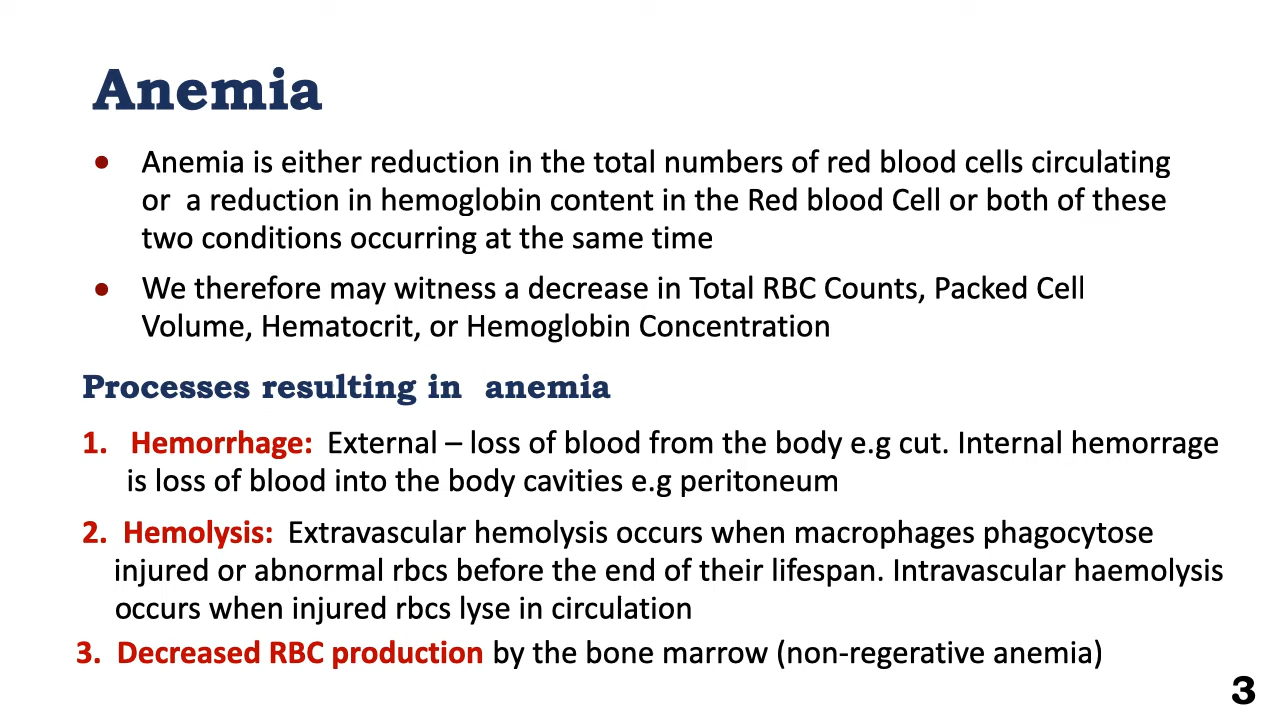 Anemia
• Anemia is either reduction in the total numbers of red blood cells circulating
or  a reduction in hemoglobin content in the Red blood Cell or both of these
two conditions occurring at the same time
• We therefore may witness a decrease in Total RBC Counts, Packed Cell
Volume, Hematocrit, or Hemoglobin Concentration
Processes resulting in  anemia
1. Hemorrhage: External – loss of blood from the body e.g cut. Internal hemorrage
is loss of blood into the body cavities e.g peritoneum
2. Hemolysis: Extravascular hemolysis occurs when macrophages phagocytose
injured or abnormal rbcs before the end of their lifespan. Intravascular haemolysis
occurs when injured rbcs lyse in circulation
3. Decreased RBC production by the bone marrow (non-regerative anemia)
3